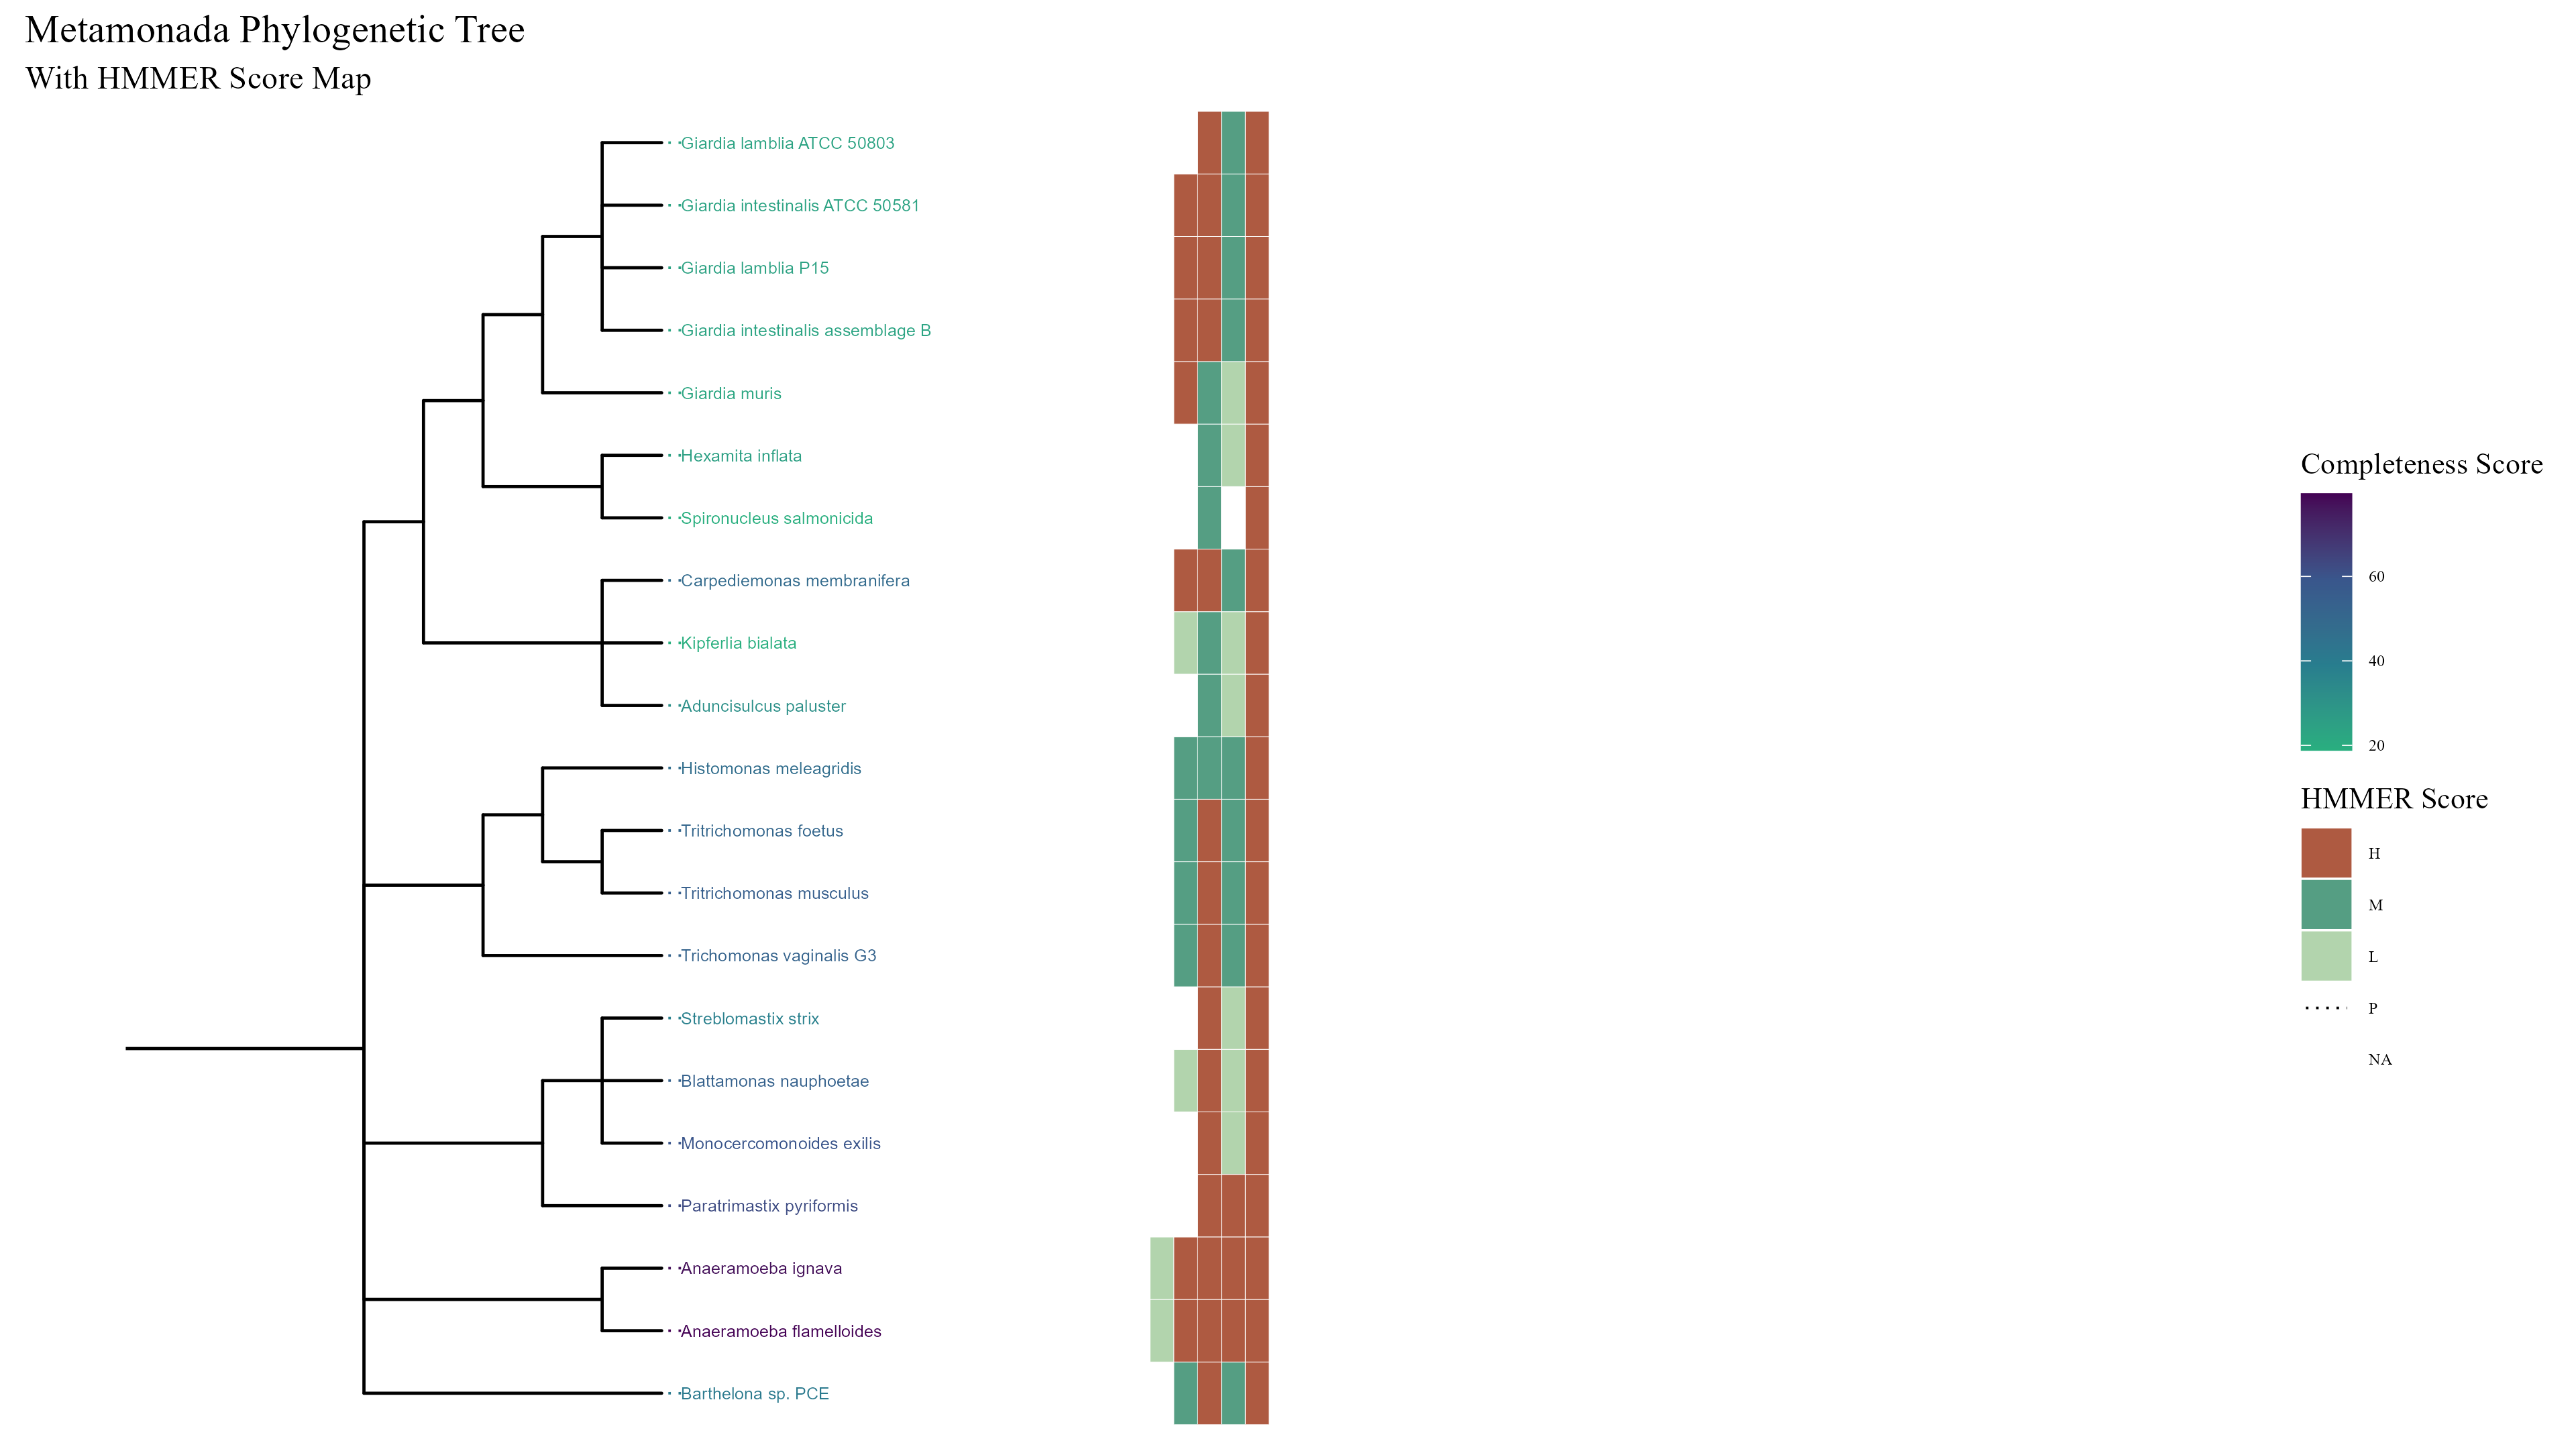 Metamonada Phylogenetic Tree
With HMMER Score Map
Giardia lamblia ATCC 50803
Giardia intestinalis ATCC 50581
Giardia lamblia P15
Giardia intestinalis assemblage B
Giardia muris
Hexamita inflata
Spironucleus salmonicida
Carpediemonas membranifera
Kipferlia bialata
Aduncisulcus paluster
Histomonas meleagridis
Tritrichomonas foetus
Tritrichomonas musculus
Trichomonas vaginalis G3
Streblomastix strix
Blattamonas nauphoetae
Monocercomonoides exilis
Paratrimastix pyriformis
Anaeramoeba ignava
Anaeramoeba flamelloides
Barthelona sp. PCE
Completeness Score
60
40
20
HMMER Score
H
M
L
P
NA